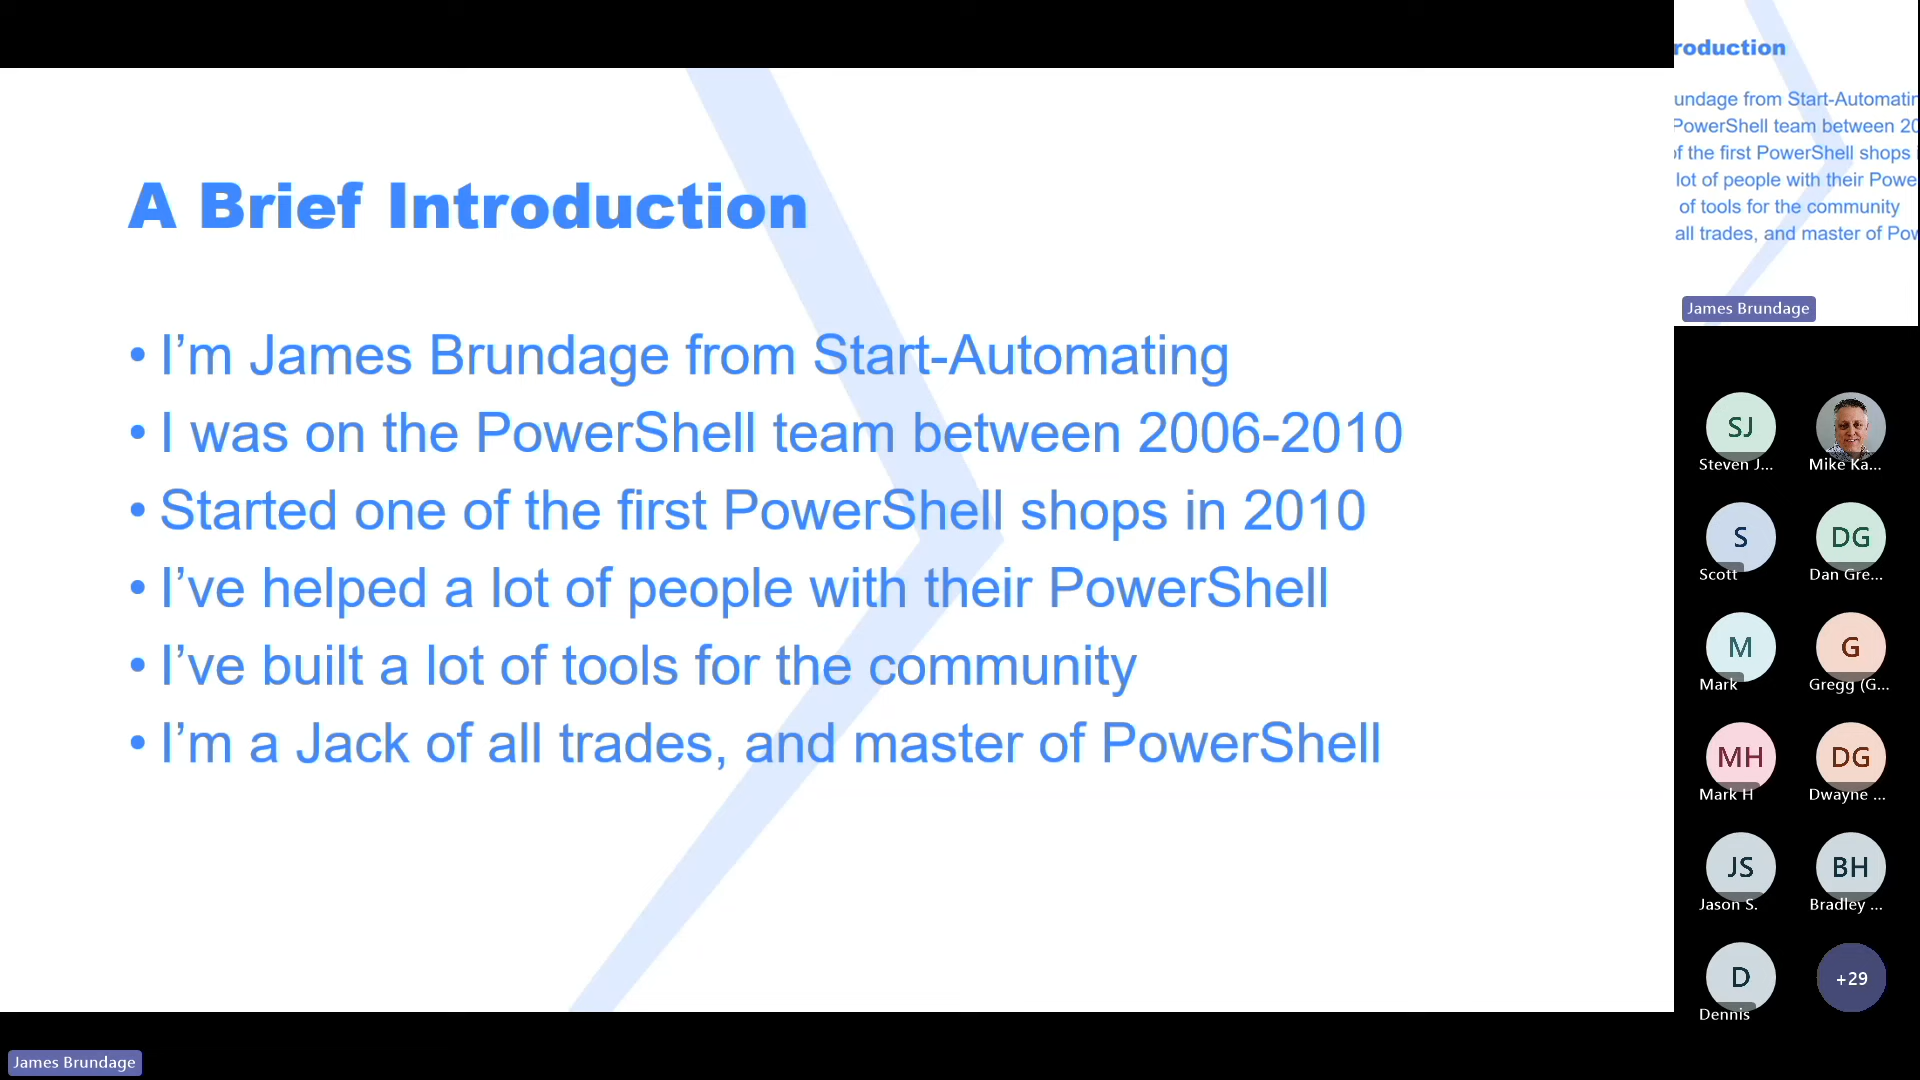 A Brief Introduction
• I’m James Brundage from Start-Automating
• I was on the PowerShell team between 2006-2010
• Started one of the first PowerShell shops in 2010
• I’ve helped a lot of people with their PowerShell
• I’ve built a lot of tools for the community
• I’m a Jack of all trades, and master of PowerShell
James Brundage
roduction
undage from Start-Automatin
PowerShell team between 20
of the first PowerShell shops
lot of people with their Powe
of tools for the community
all trades, and master of Pow
James Brundage
SJ
Steven J...
Mike Ka...
S
Scott
DG
Dan Gre...
M
Mark
G
Gregg (G...
MH
Mark H
DG
Dwayne ...
JS
Jason S.
BH
Bradley ...
D
Dennis
+29